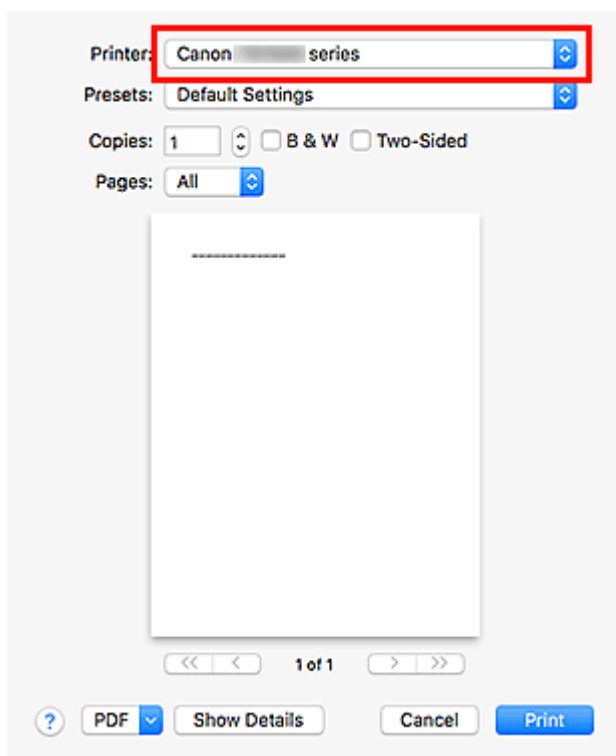 Printer: Canon series
Presets: Default Settings
Copies: 1 B & W Two-Sided
Pages: All
-------------
1 of 1
? PDF Show Details Cancel Print